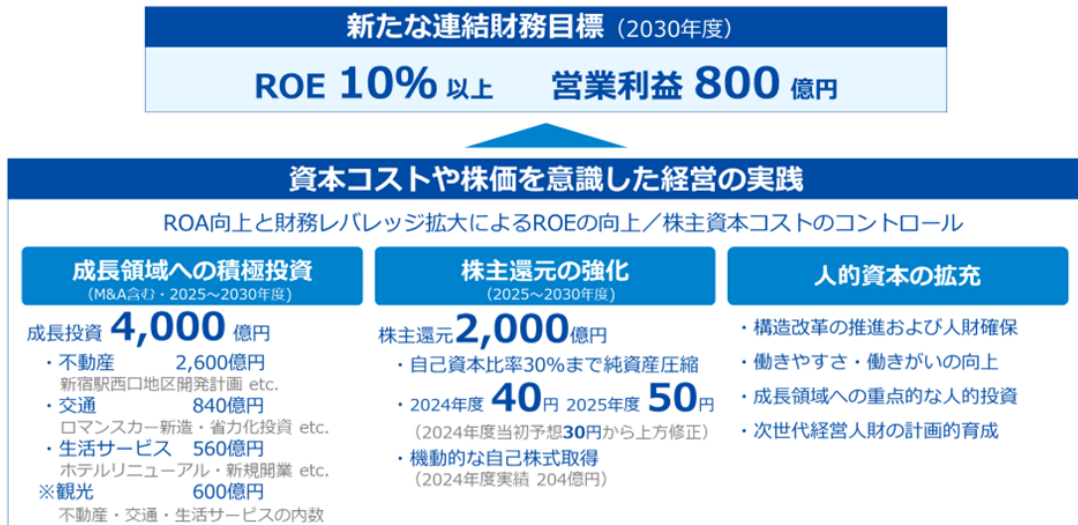 新たな連結財務目標（2030年度）
ROE 10% 以上　営業利益 800 億円
資本コストや株価を意識した経営の実践
ROA向上と財務レバレッジ拡大によるROEの向上／株主資本コストのコントロール
成長領域への積極投資
(M&A含む・2025～2030年度)
成長投資 4,000 億円
・不動産　2,600億円
新宿駅西口地区開発計画 etc.
・交通　840億円
ロマンスカー新造・省力化投資 etc.
・生活サービス　560億円
ホテルリニューアル・新規開業 etc.
※観光　600億円
不動産・交通・生活サービスの内数
株主還元の強化
(2025～2030年度)
株主還元2,000億円
・自己資本比率30%まで純資産圧縮
・2024年度 40円 2025年度 50円
（2024年度当初予想30円から上方修正）
・機動的な自己株式取得
（2024年度実績 204億円）
人的資本の拡充
・構造改革の推進および人財確保
・働きやすさ・働きがいの向上
・成長領域への重点的な人的投資
・次世代経営人財の計画的育成